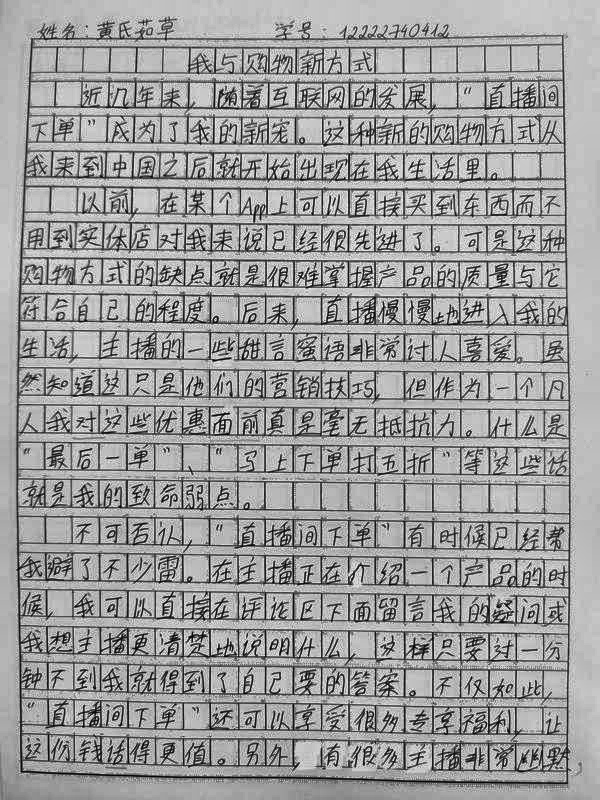 姓名：黄氏茹草 学号：12222740412
我与购物新方式
近几年来，随着互联网的发展，“直播间
下单”成为了我的新宠。这种新的购物方式从
我来到中国之后就开始出现在我生活里。
以前，在某个App上可以直接买到东西而不
用到实体店对我来说已经很先进了。可是这种
购物方式的缺点就是很难掌握产品的质量与它
符合自己的程度。后来，直播慢慢地进入我的
生活，主播的一些甜言蜜语非常讨人喜爱。虽
然知道这只是他们的营销技巧，但作为一个凡
人我对这些优惠面前真是毫无抵抗力。什么是
“最后一单”、“马上下单打五折”等这些话
就是我的致命弱点。
不可否认，“直播间下单”有时候已经帮
我避了不少雷。在主播正在介绍一个产品的时
候，我可以直接在评论区下面留言我的疑问或
我想主播更清楚地说明什么，这样只要过一分
钟不到我就得到了自己要的答案。不仅如此，
“直播间下单”还可以享受很多专享福利，让
这份钱话得更值。另外，有很多主播非常幽默，